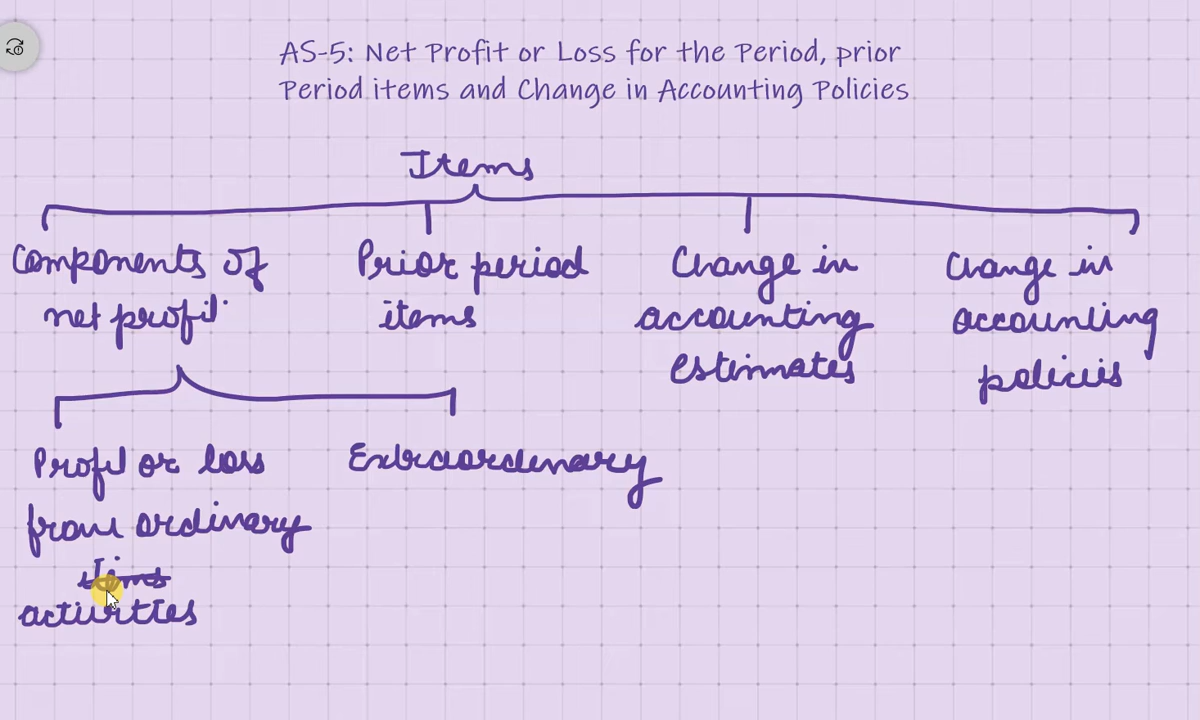 AS-5: Net Profit or Loss for the Period, prior
Period items and Change in Accounting Policies
Items
Components of
net profit
Prior period
items
Change in
accounting
estimates
Change in
accounting
policies
Profit or loss
from ordinary
items
activities
Extraordinary